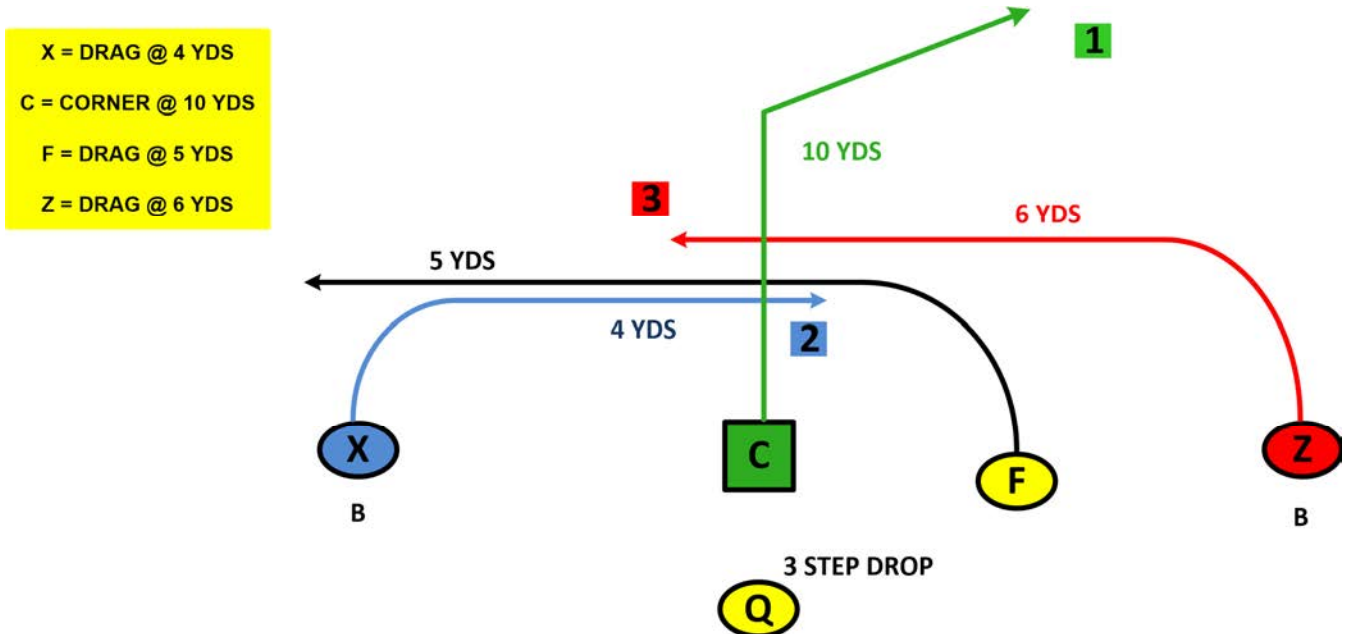 X = DRAG @ 4 YDS
C = CORNER @ 10 YDS
F = DRAG @ 5 YDS
Z = DRAG @ 6 YDS
1
10 YDS
3
6 YDS
5 YDS
4 YDS
2
X
C
F
Z
B
B
3 STEP DROP
Q